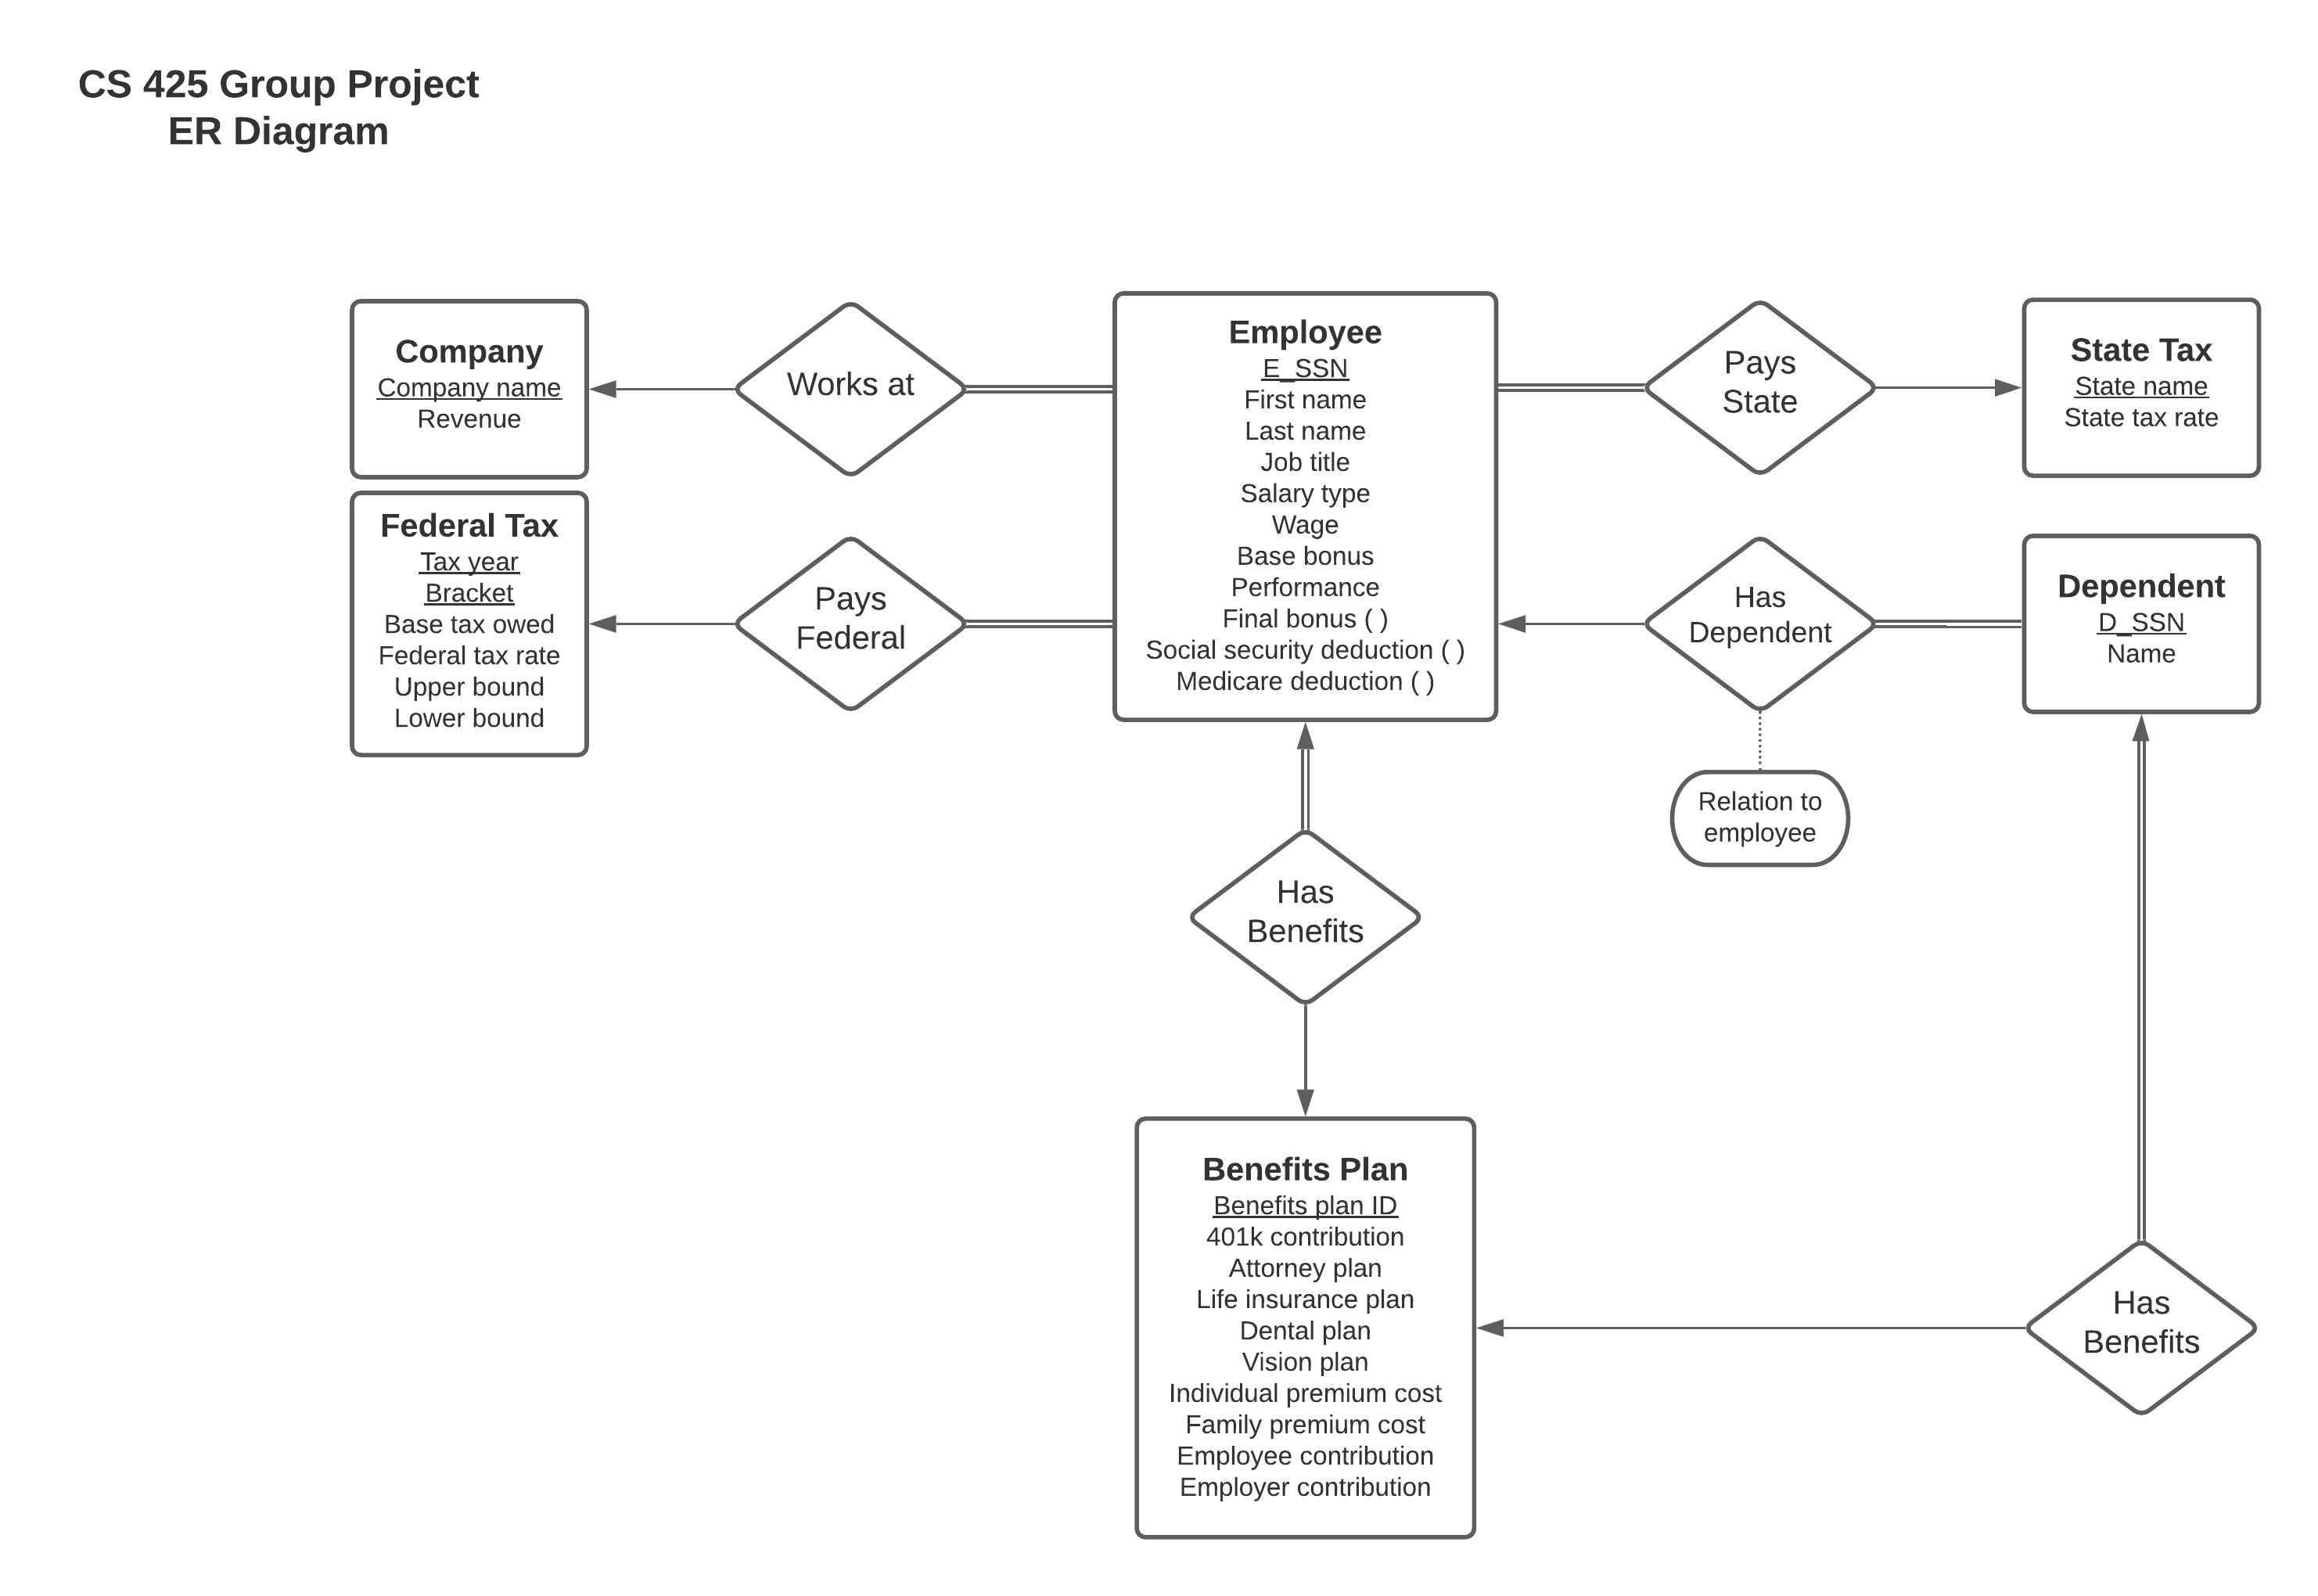 CS 425 Group Project
ER Diagram
Company
Company name
Revenue
Works at
Employee
E_SSN
First name
Last name
Job title
Salary type
Wage
Base bonus
Performance
Final bonus ( )
Social security deduction ( )
Medicare deduction ( )
Pays
State
State Tax
State name
State tax rate
Federal Tax
Tax year
Bracket
Base tax owed
Federal tax rate
Upper bound
Lower bound
Pays
Federal
Has
Dependent
Dependent
D_SSN
Name
Relation to
employee
Has
Benefits
Benefits Plan
Benefits plan ID
401k contribution
Attorney plan
Life insurance plan
Dental plan
Vision plan
Individual premium cost
Family premium cost
Employee contribution
Employer contribution
Has
Benefits